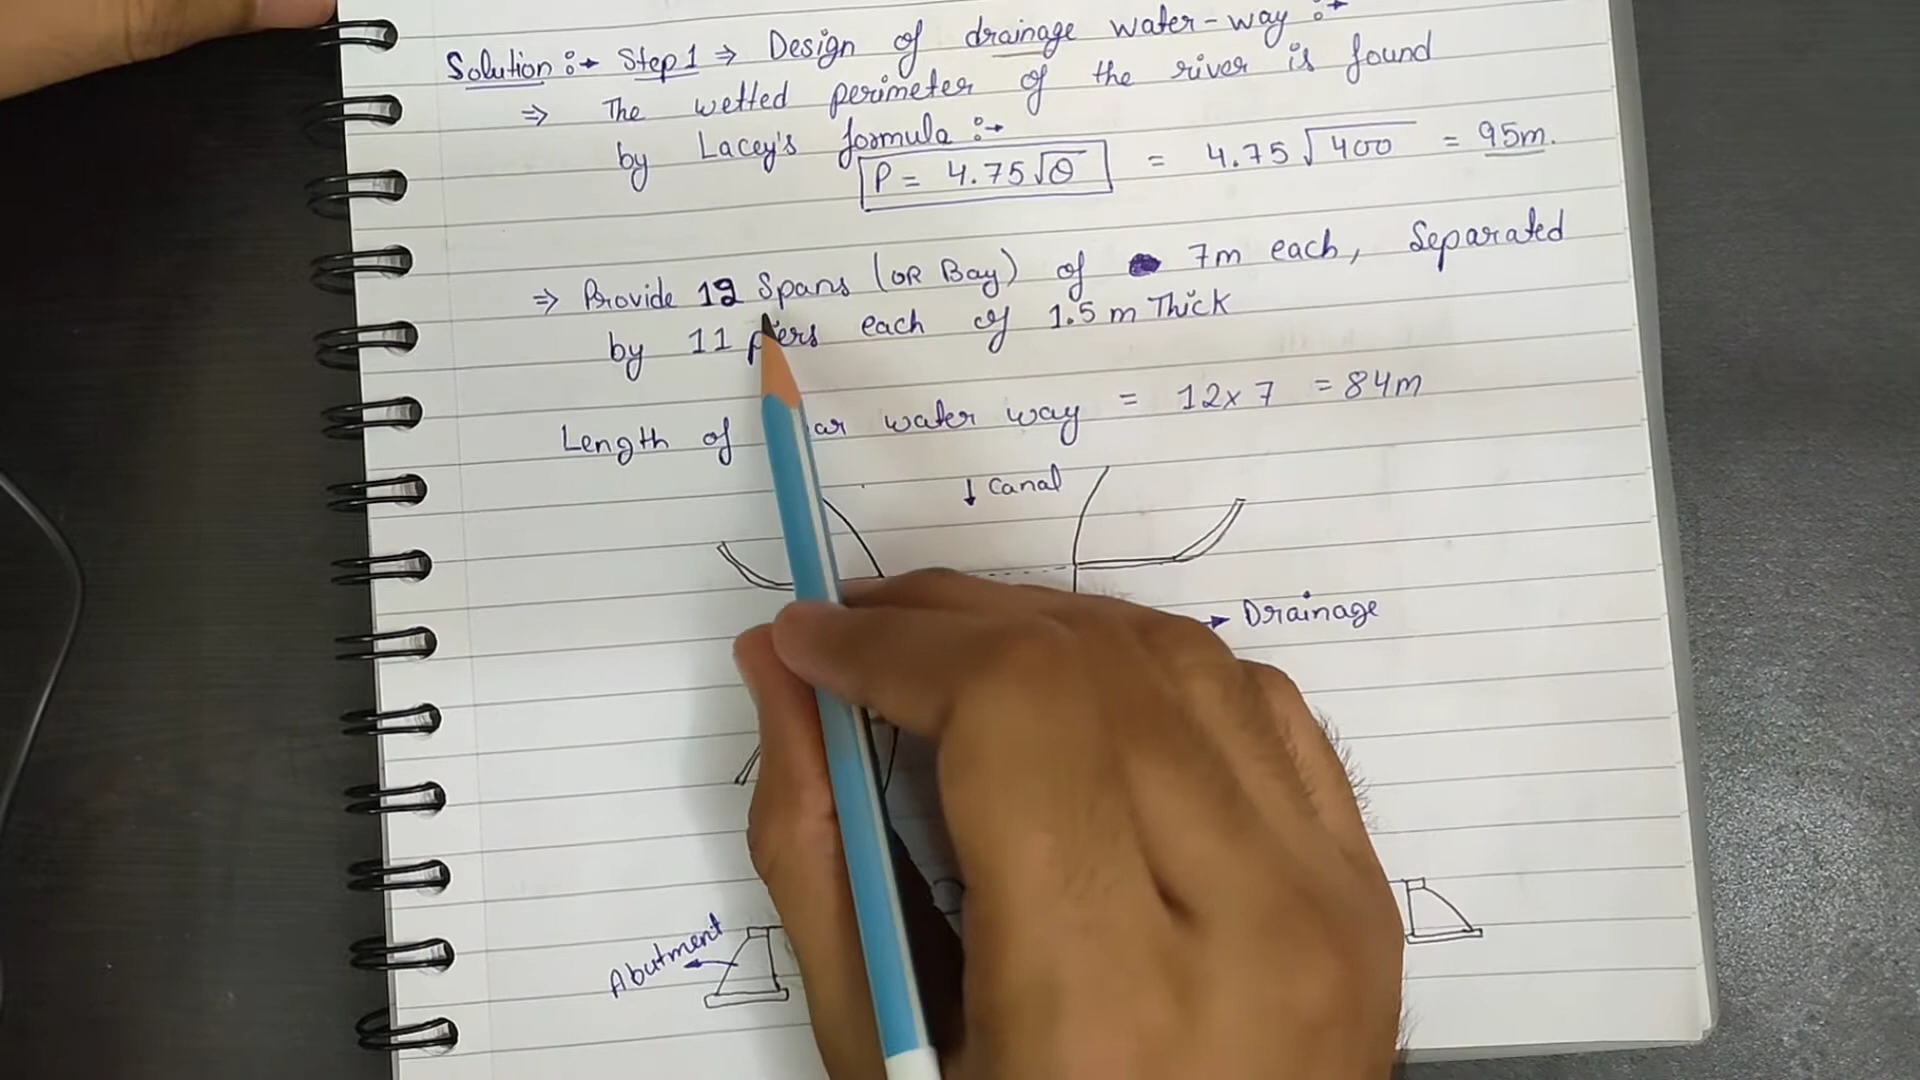 Solution :→ Step 1 ⇒ Design of drainage water-way :→
⇒ The wetted perimeter of the river is found
by Lacey's formula :→
P = 4.75√Q = 4.75 √400 = 95m.
⇒ Provide 12 Spans (OR Bay) of 7m each, Separated
by 11 piers each of 1.5 m Thick
Length of water way = 12x7 = 84m
↓ Canal
→ Drainage
Abutment